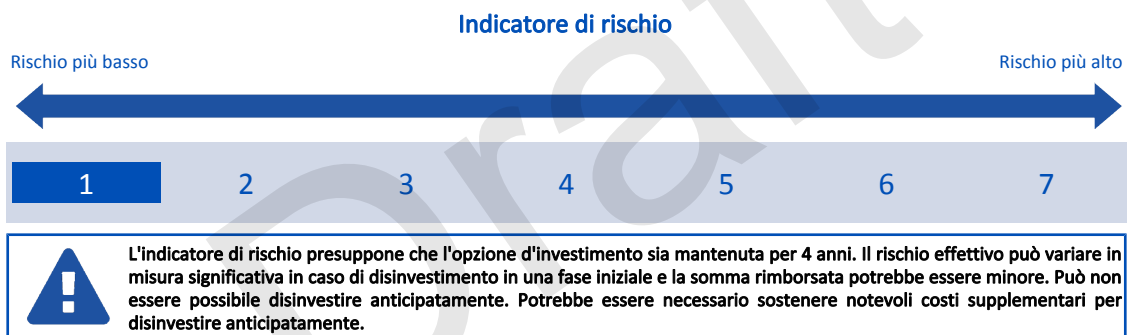 Indicatore di rischio
Rischio più basso
Rischio più alto
1 2 3 4 5 6 7
L'indicatore di rischio presuppone che l'opzione d'investimento sia mantenuta per 4 anni. Il rischio effettivo può variare in
misura significativa in caso di disinvestimento in una fase iniziale e la somma rimborsata potrebbe essere minore. Può non
essere possibile disinvestire anticipatamente. Potrebbe essere necessario sostenere notevoli costi supplementari per
disinvestire anticipatamente.
Draft